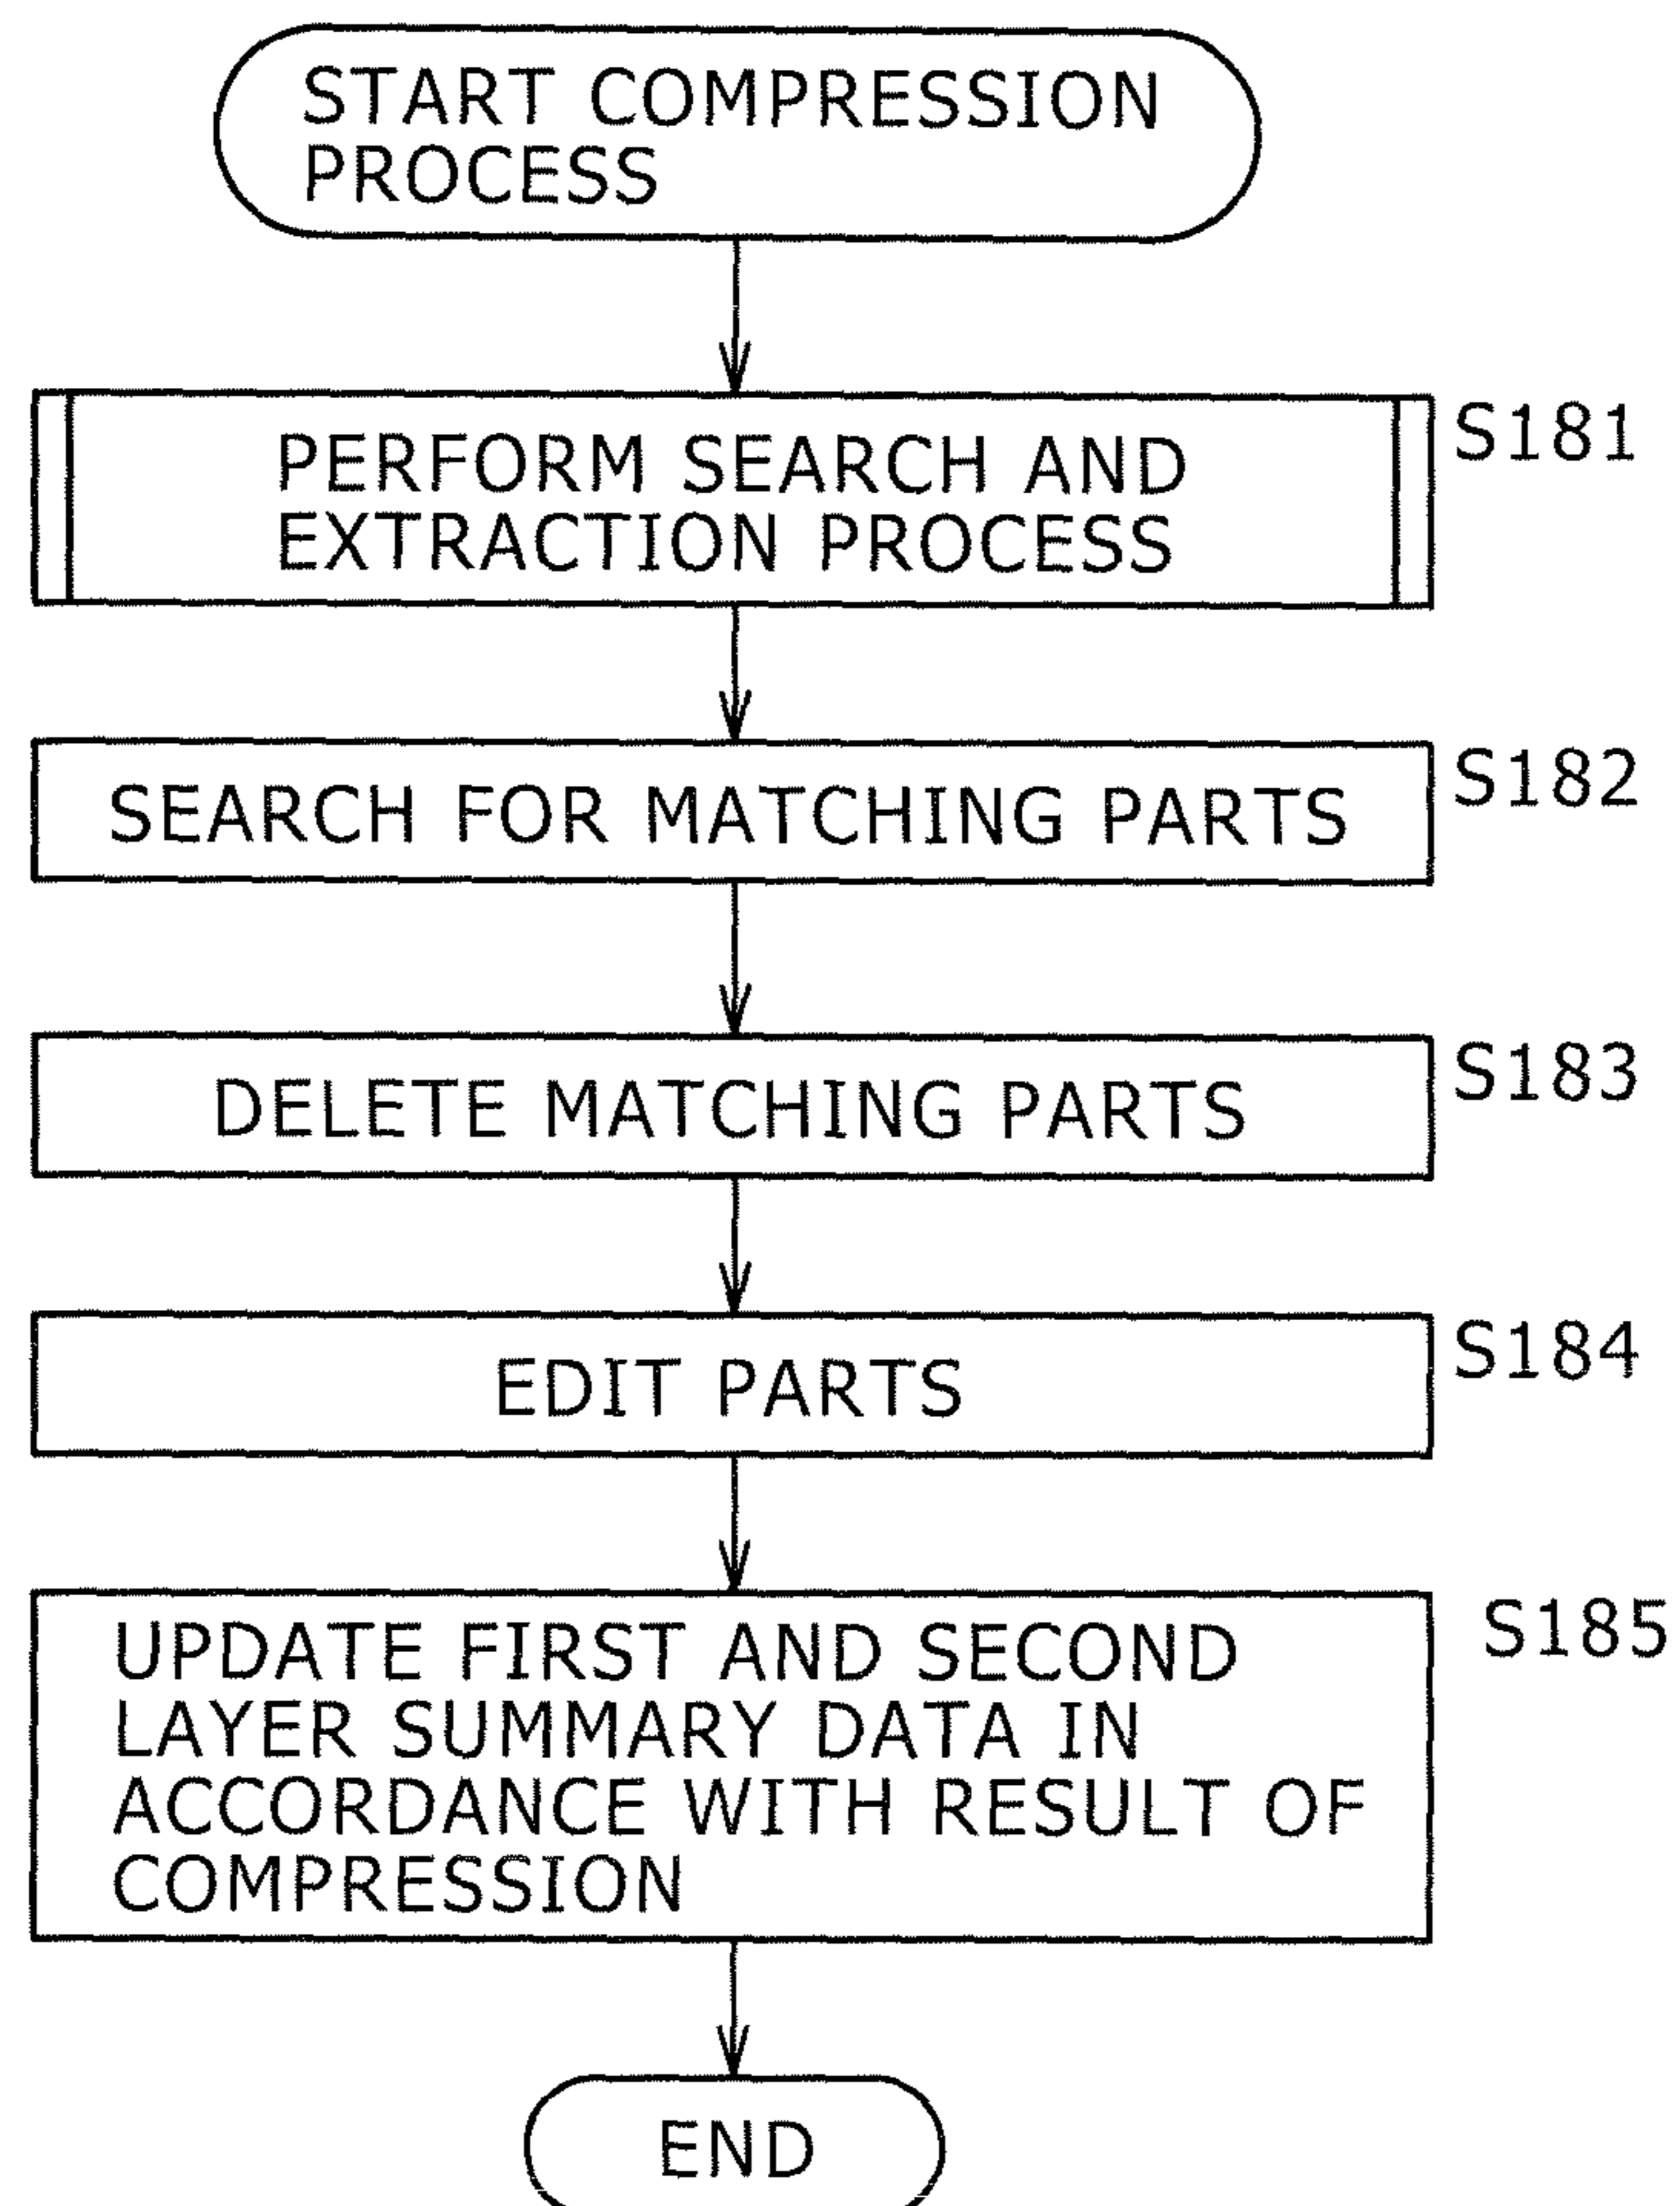 START COMPRESSION
PROCESS
PERFORM SEARCH AND
EXTRACTION PROCESS
S181
SEARCH FOR MATCHING PARTS
S182
DELETE MATCHING PARTS
S183
EDIT PARTS
S184
UPDATE FIRST AND SECOND
LAYER SUMMARY DATA IN
ACCORDANCE WITH RESULT OF
COMPRESSION
S185
END